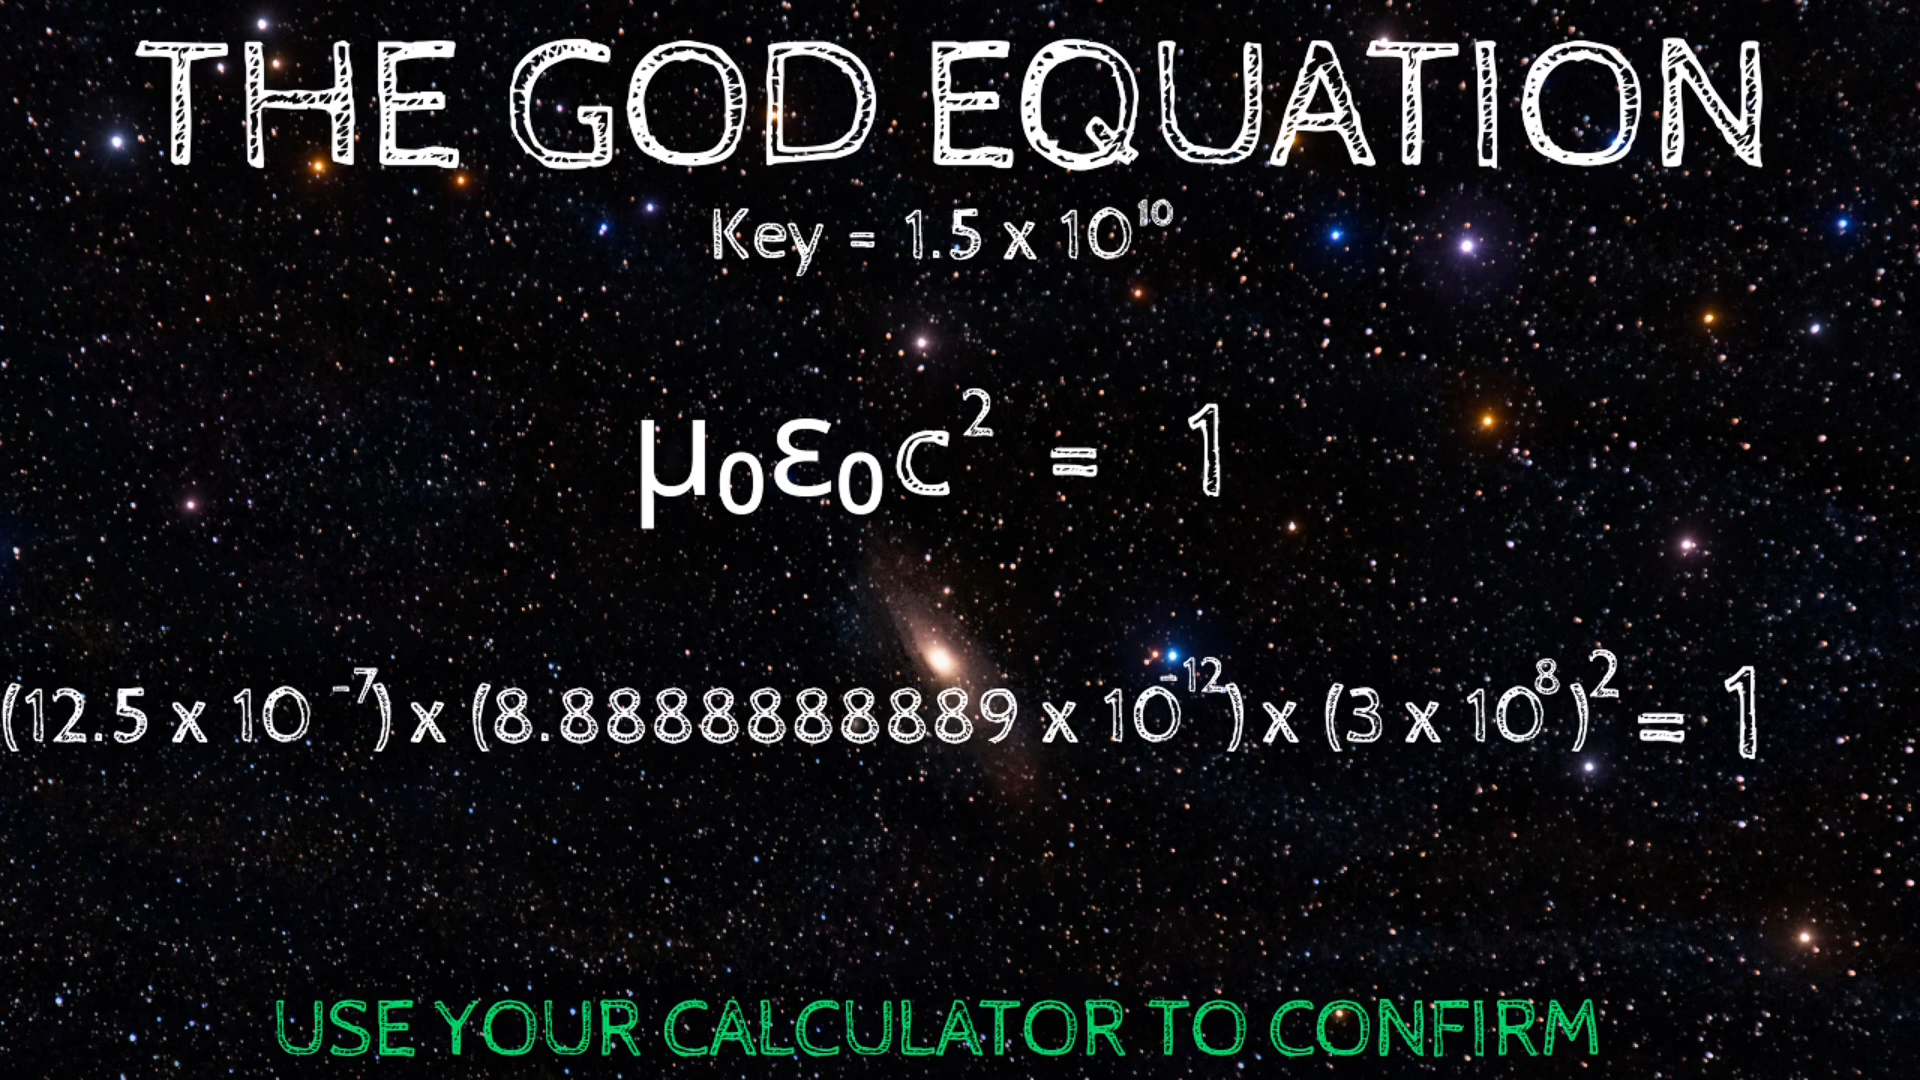 THE GOD EQUATION
Key = 1.5 x 10¹⁰
μ₀ε₀c² = 1
(12.5 x 10⁻⁷) x (8.8888888888889 x 10⁻¹²) x (3 x 10⁸)² = 1
USE YOUR CALCULATOR TO CONFIRM